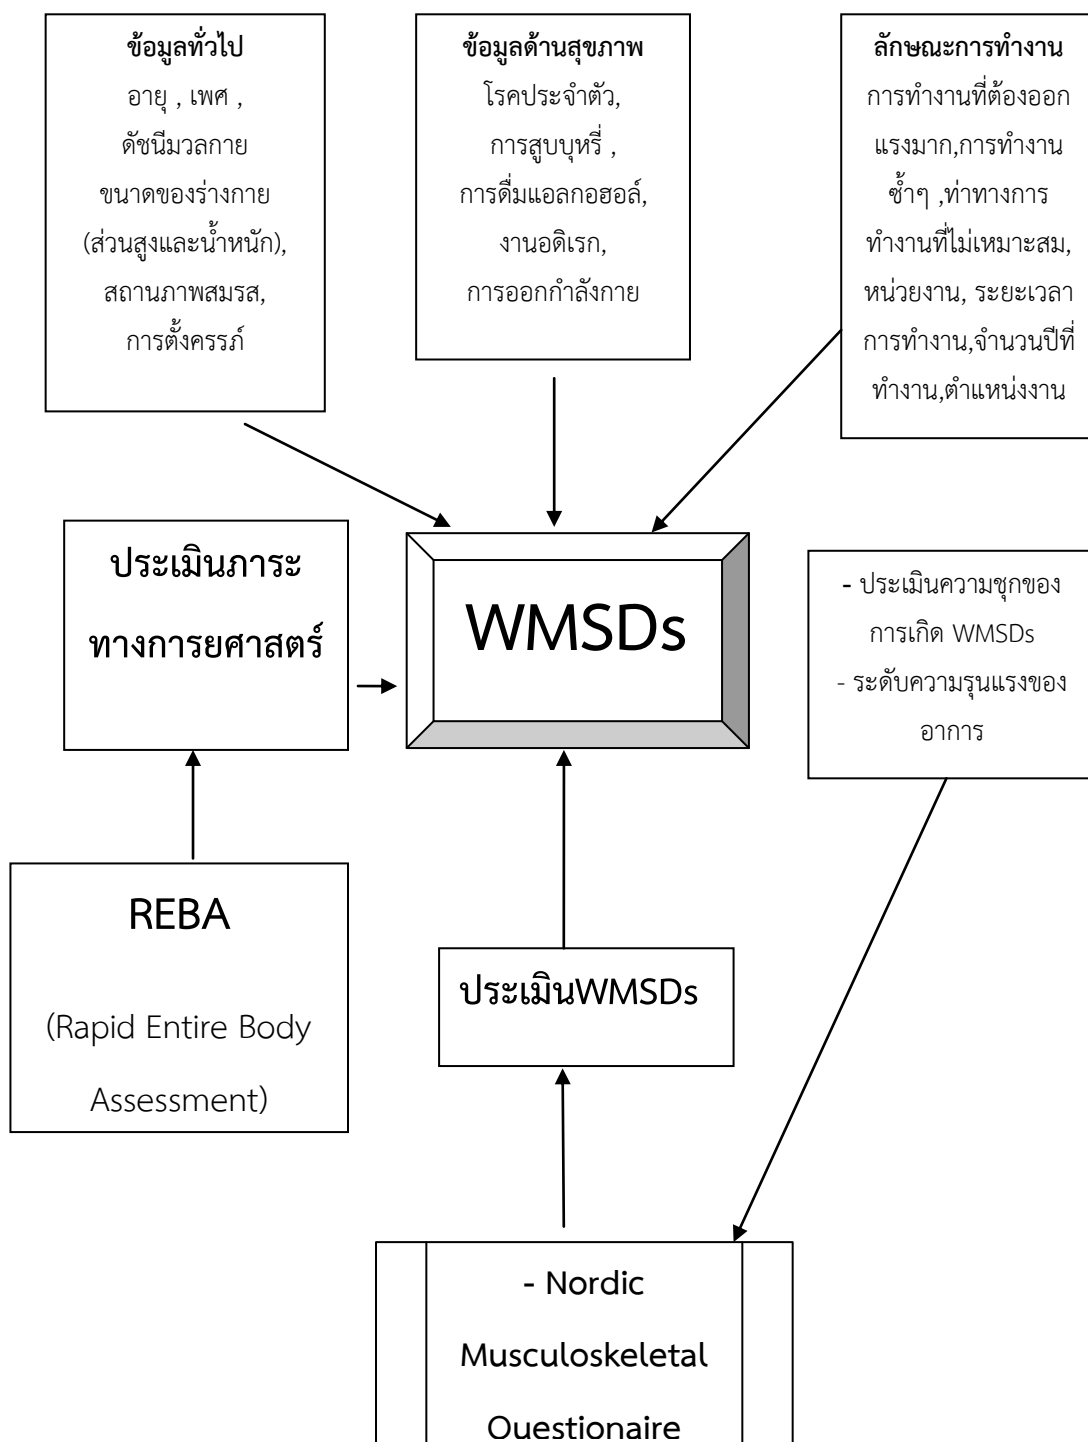 ข้อมูลทั่วไป
อายุ , เพศ ,
ดัชนีมวลกาย
ขนาดของร่างกาย
(ส่วนสูงและน้ำหนัก),
สถานภาพสมรส,
การตั้งครรภ์
ข้อมูลด้านสุขภาพ
โรคประจำตัว,
การสูบบุหรี่ ,
การดื่มแอลกอฮอล์,
งานอดิเรก,
การออกกำลังกาย
ลักษณะการทำงาน
การทำงานที่ต้องออก
แรงมาก,การทำงาน
ซ้ำๆ ,ท่าทางการ
ทำงานที่ไม่เหมาะสม,
หน่วยงาน, ระยะเวลา
การทำงาน,จำนวนปีที่
ทำงาน,ตำแหน่งงาน
ประเมินภาระ
ทางการยศาสตร์
WMSDs
- ประเมินความชุกของ
การเกิด WMSDs
- ระดับความรุนแรงของ
อาการ
REBA
(Rapid Entire Body
Assessment)
ประเมินWMSDs
- Nordic
Musculoskeletal
Questionaire